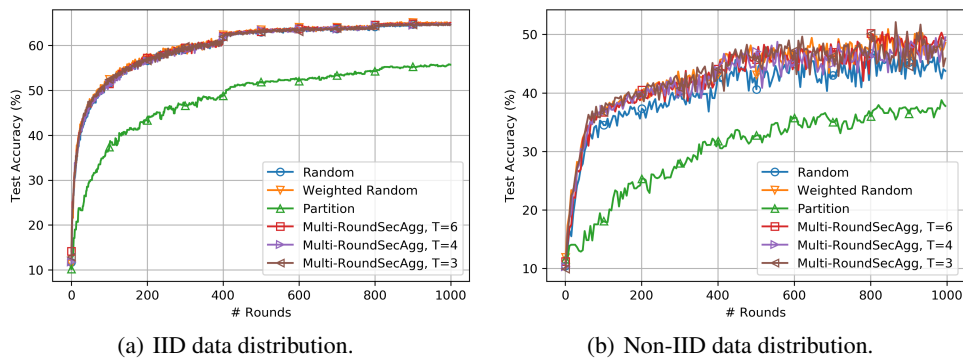 60
50
40
30
20
10
Test Accuracy (%)
Random
Weighted Random
Partition
Multi-RoundSecAgg, T=6
Multi-RoundSecAgg, T=4
Multi-RoundSecAgg, T=3
0 200 400 600 800 1000
# Rounds
(a) IID data distribution.
50
40
30
20
10
Test Accuracy (%)
Random
Weighted Random
Partition
Multi-RoundSecAgg, T=6
Multi-RoundSecAgg, T=4
Multi-RoundSecAgg, T=3
0 200 400 600 800 1000
# Rounds
(b) Non-IID data distribution.